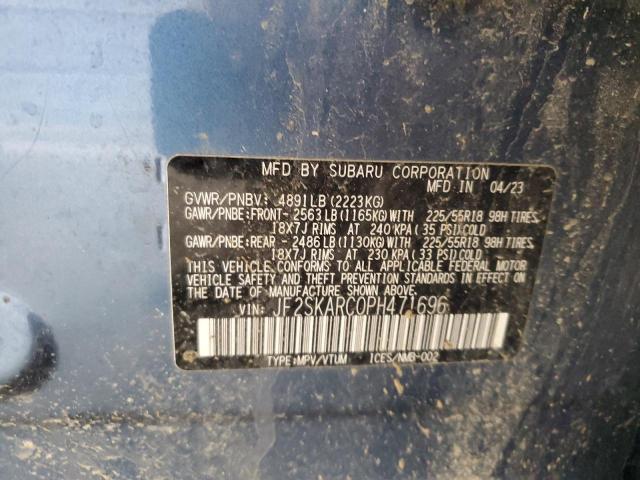 MFD BY SUBARU CORPORATION
MFD IN 04/23
GVWR/PNBV: 4891LB(2223KG)
GAWR/PNBE:FRONT- 2563LB(1165KG)WITH 225/55R18 98H TIRES,
18X7J RIMS AT 240 KPA ( 35 PSI)COLD
GAWR/PNBE:REAR - 2486LB(1130KG)WITH 225/55R18 98H TIRES,
18X7J RIMS AT 230 KPA ( 33 PSI)COLD
THIS VEHICLE CONFORMS TO ALL APPLICABLE FEDERAL MOTOR
VEHICLE SAFETY AND THEFT PREVENTION STANDARDS IN EFFECT
ON THE DATE OF MANUFACTURE SHOWN ABOVE.
VIN: JF2SKARC0PH471696
TYPE:MPV/VTUM ICES/NMB-002